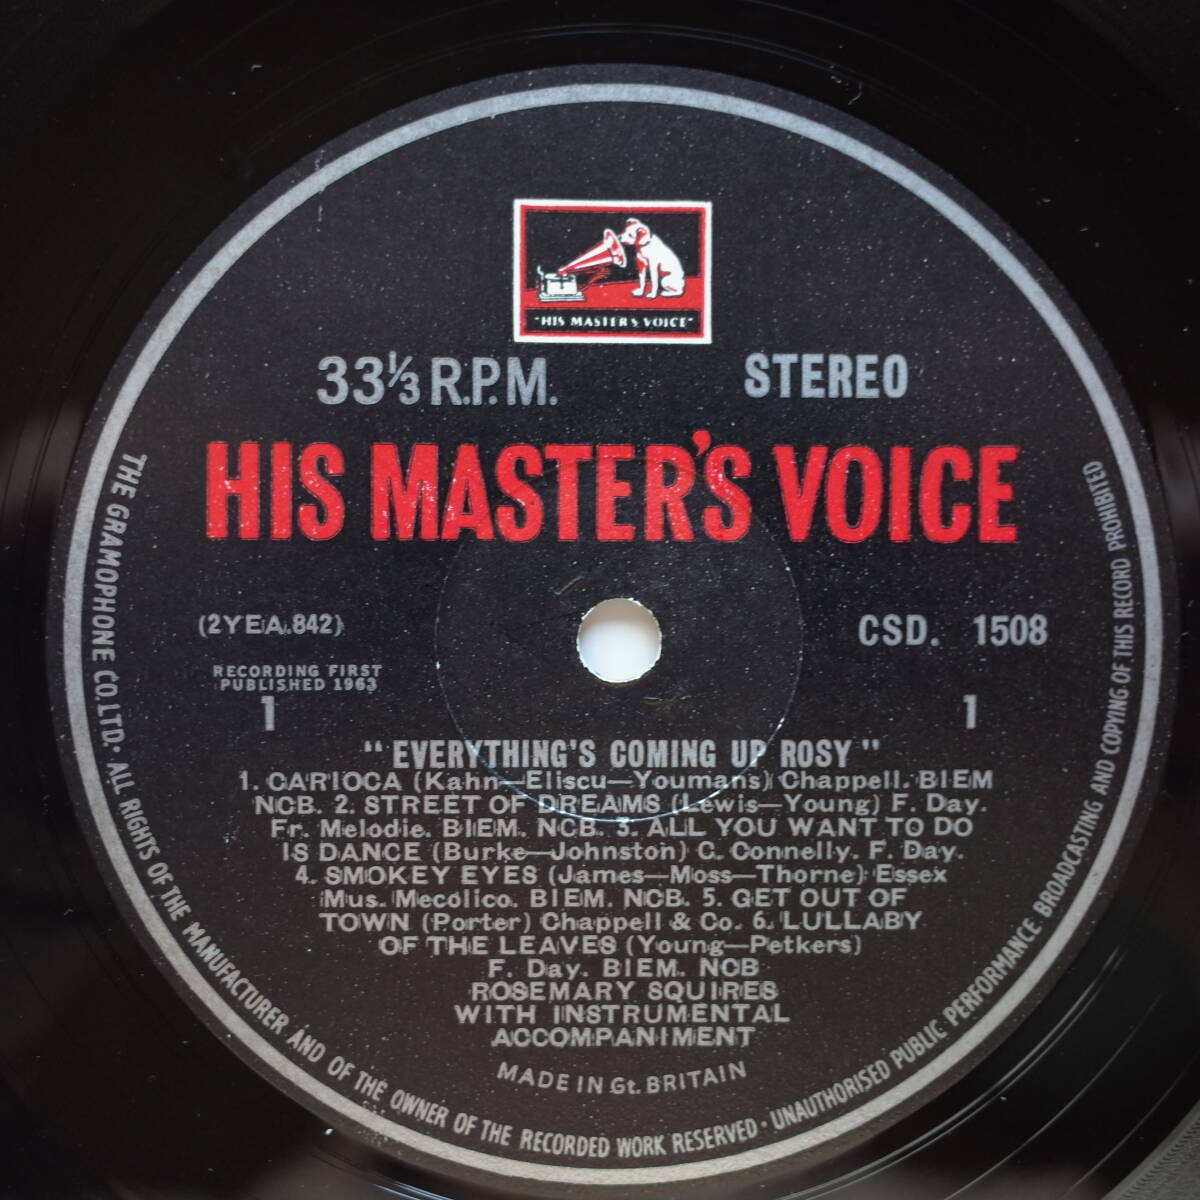 "HIS MASTER'S VOICE"
33⅓ R.P.M.
STEREO
HIS MASTER'S VOICE
(2YEA.842)
CSD. 1508
RECORDING FIRST
PUBLISHED 1963
1
1
"EVERYTHING'S COMING UP ROSY"
1. CARIOCA (Kahn—Eliscu—Youmans) Chappell. BIEM
NCB. 2. STREET OF DREAMS (Lewis—Young) F. Day.
Fr. Melodie. BIEM. NCB. 3. ALL YOU WANT TO DO
IS DANCE (Burke—Johnston) C. Connelly. F. Day.
4. SMOKEY EYES (James—Moss—Thorne) Essex
Mus. Mecolico. BIEM. NCB. 5. GET OUT OF
TOWN (Porter) Chappell & Co. 6. LULLABY
OF THE LEAVES (Young—Petkers)
F. Day. BIEM. NCB
ROSEMARY SQUIRES
WITH INSTRUMENTAL
ACCOMPANIMENT
MADE IN Gt. BRITAIN
THE GRAMOPHONE CO. LTD. · ALL RIGHTS OF THE MANUFACTURER AND OF THE OWNER OF THE RECORDED WORK RESERVED · UNAUTHORISED PUBLIC PERFORMANCE BROADCASTING AND COPYING OF THIS RECORD PROHIBITED